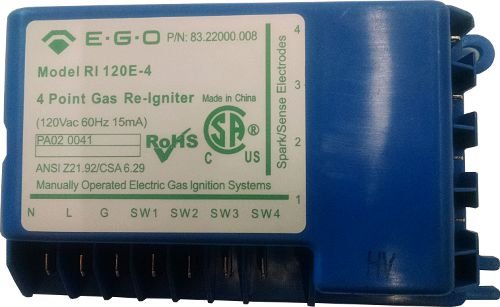 E·G·O P/N: 83.22000.008
Model RI 120E-4
4 Point Gas Re-Igniter Made in China
(120Vac 60Hz 15mA)
PA02 0041
RoHS
SA
C US
ANSI Z21.92/CSA 6.29
Manually Operated Electric Gas Ignition Systems
N L G SW1 SW2 SW3 SW4
Spark/Sense Electrodes
4
3
2
1
HV